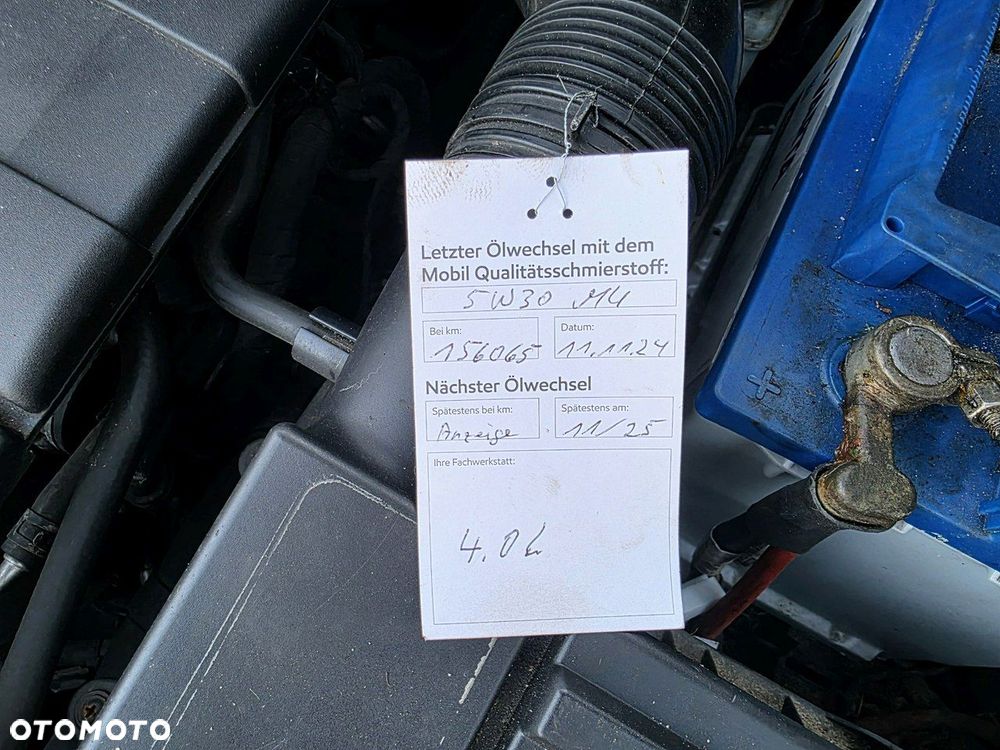 Letzter Ölwechsel mit dem
Mobil Qualitätsschmierstoff:
5W30 M4
Bei km:
156065
Datum:
11.11.24
Nächster Ölwechsel
Spätestens bei km:
Anzeige
Spätestens am:
11/25
Ihre Fachwerkstatt:
4.0L
+
OTOMOTO